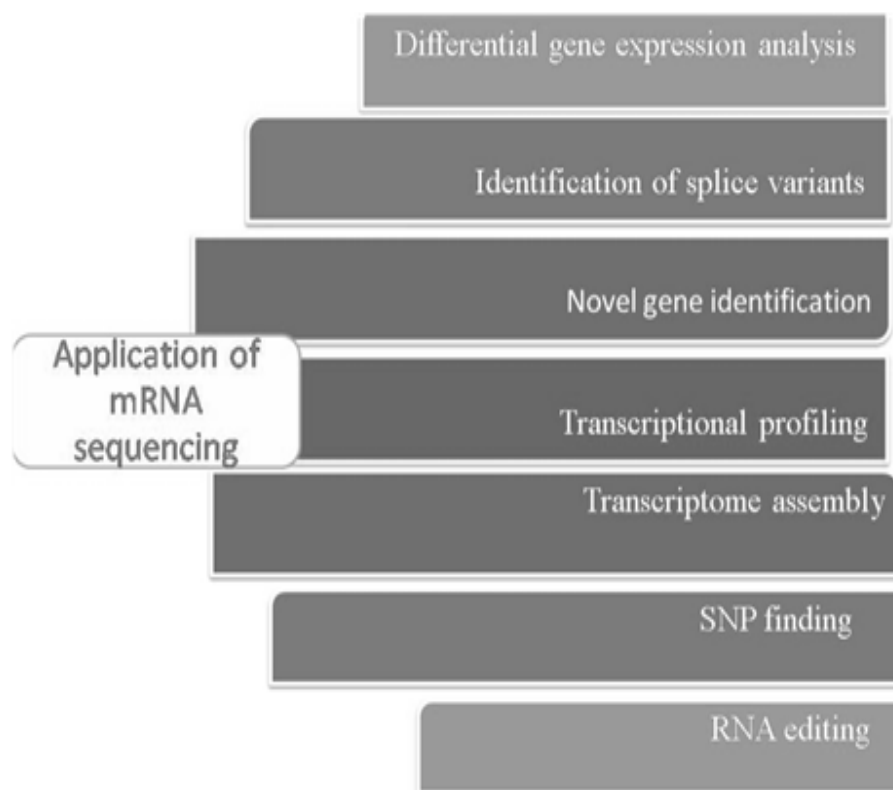 Differential gene expression analysis
Identification of splice variants
Novel gene identification
Application of
mRNA
sequencing
Transcriptional profiling
Transcriptome assembly
SNP finding
RNA editing